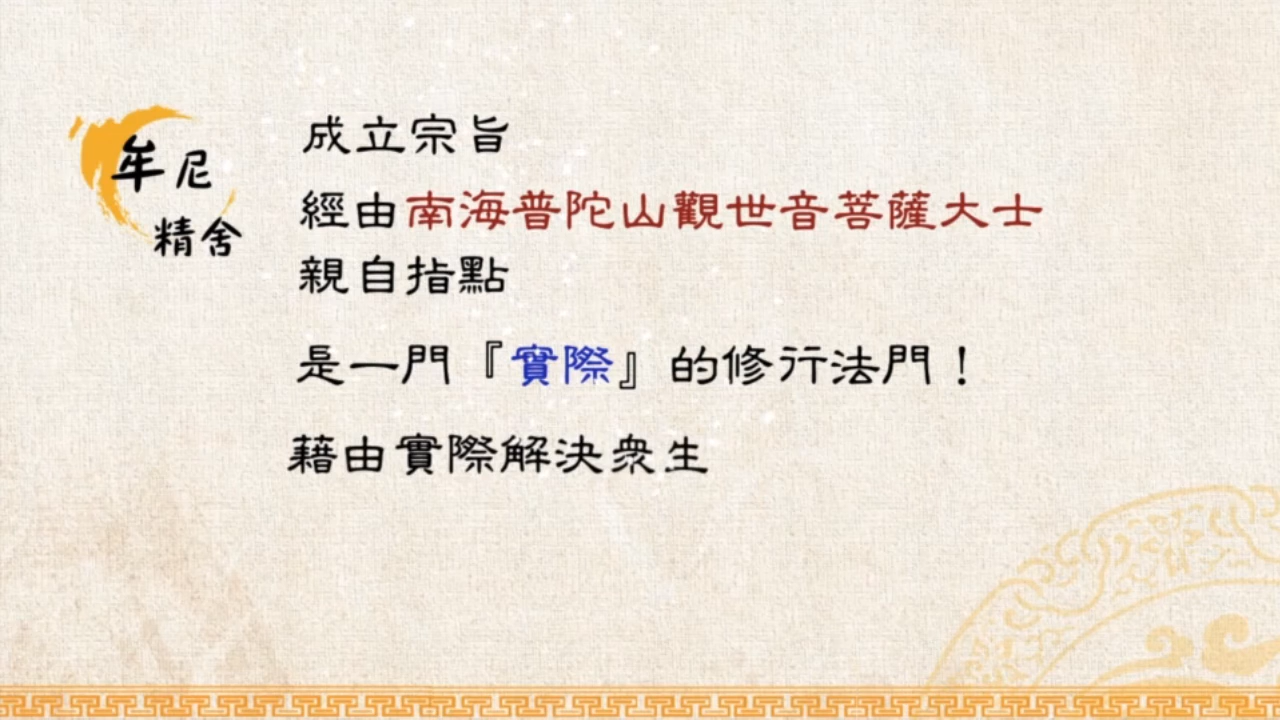 牟尼
精舍
成立宗旨
經由南海普陀山觀世音菩薩大士
親自指點
是一門『實際』的修行法門！
藉由實際解決衆生